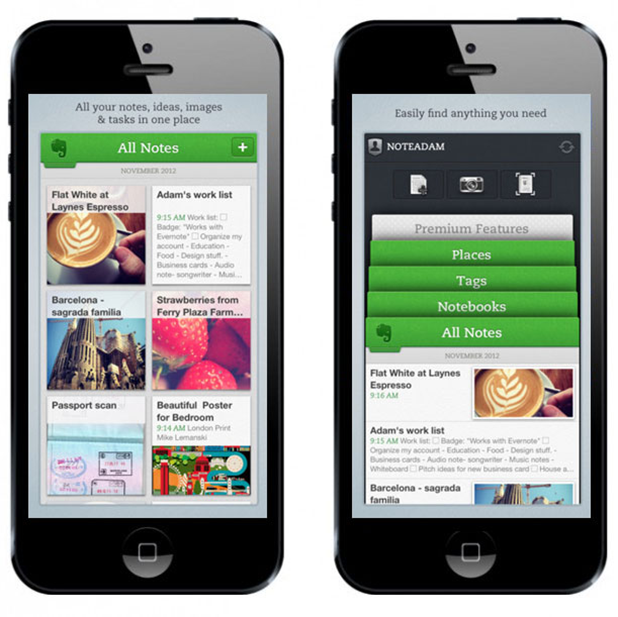 All your notes, ideas, images
& tasks in one place
All Notes
+
NOVEMBER 2012
Flat White at
Laynes Espresso
Adam's work list
9:15 AM Work list: ☐
Badge: "Works with
Evernote" ☐ Organize my
account - Education -
Food - Design stuff. -
Business cards - Audio
note- songwriter - Musi...
Barcelona -
sagrada familia
Strawberries from
Ferry Plaza Farm...
Passport scan
Beautiful Poster
for Bedroom
9:14 AM London Print
Mike Lemanski
Easily find anything you need
NOTEADAM
Premium Features
Places
Tags
Notebooks
All Notes
NOVEMBER 2012
Flat White at Laynes
Espresso
9:16 AM
Adam's work list
9:15 AM Work list: ☐ Badge: "Works with Evernote" ☐
Organize my account - Education - Food - Design stuff. -
Business cards - Audio note- songwriter - Music notes -
Whiteboard ☐ Pitch ideas for new business card ☐ House a...
Barcelona - sagrada
familia